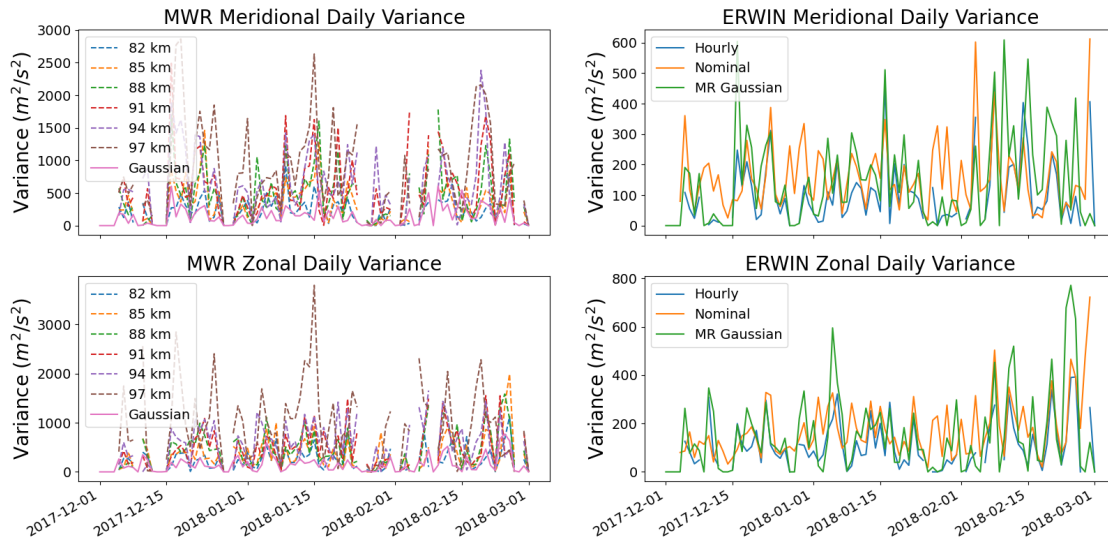 MWR Meridional Daily Variance
Variance (m²/s²)
3000
2500
2000
1500
1000
500
0
82 km
85 km
88 km
91 km
94 km
97 km
Gaussian
ERWIN Meridional Daily Variance
Variance (m²/s²)
600
500
400
300
200
100
0
Hourly
Nominal
MR Gaussian
MWR Zonal Daily Variance
Variance (m²/s²)
3000
2000
1000
0
82 km
85 km
88 km
91 km
94 km
97 km
Gaussian
2017-12-01
2017-12-15
2018-01-01
2018-01-15
2018-02-01
2018-02-15
2018-03-01
ERWIN Zonal Daily Variance
Variance (m²/s²)
800
600
400
200
0
Hourly
Nominal
MR Gaussian
2017-12-01
2017-12-15
2018-01-01
2018-01-15
2018-02-01
2018-02-15
2018-03-01